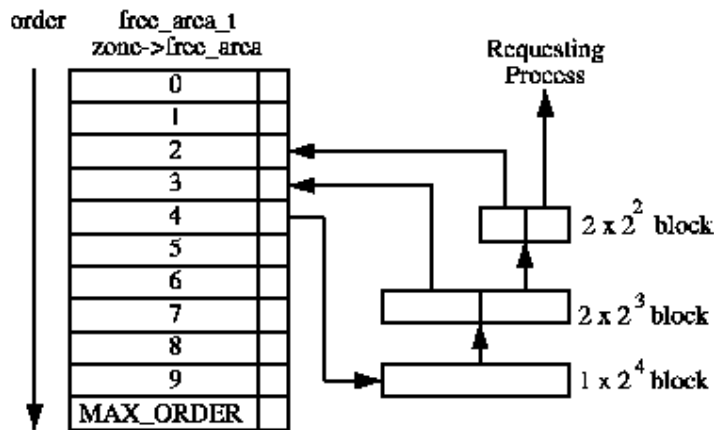 order
free_area_t
zone->free_area
0
1
2
3
4
5
6
7
8
9
MAX_ORDER
Requesting
Process
2 x 2^2 block
2 x 2^3 block
1 x 2^4 block